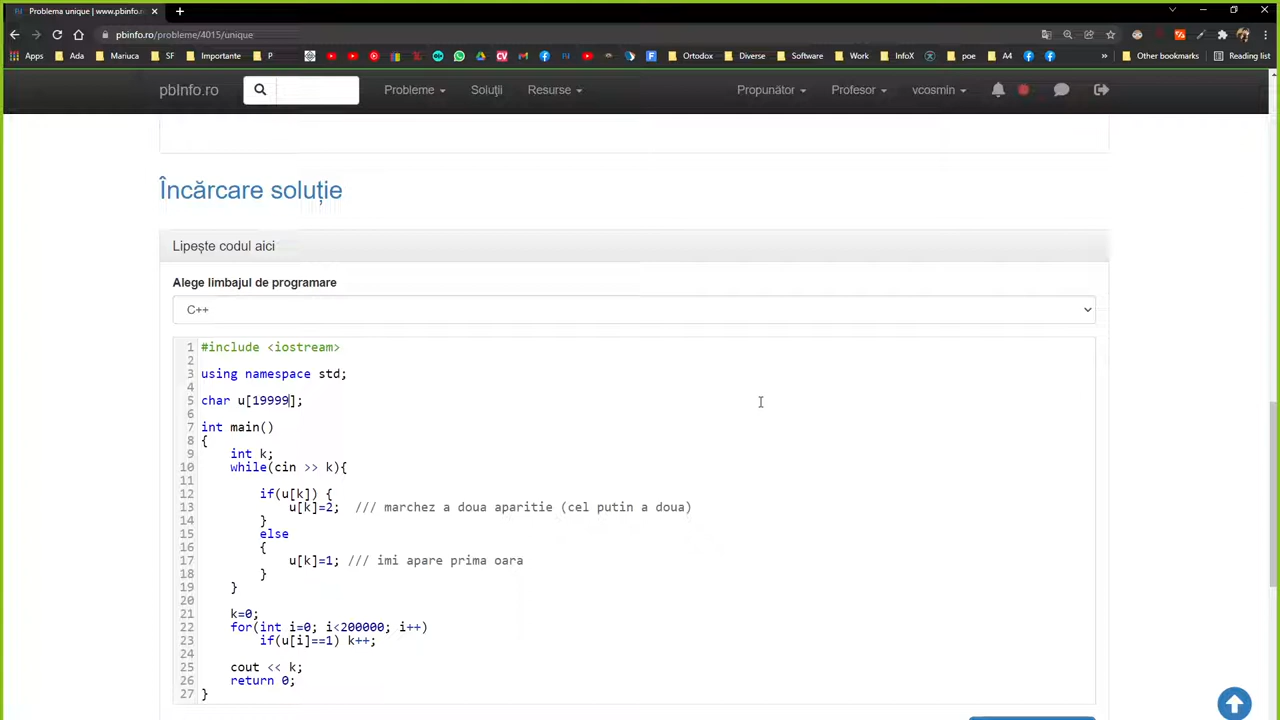 Problema unique | www.pbinfo.ro
pbinfo.ro/probleme/4015/unique
Apps Ada Mariuca SF Importante P Ortodox Diverse Software Work InfoX poe A4 » Other bookmarks Reading list
pbInfo.ro Probleme Soluții Resurse Propunător Profesor vcosmin
Încărcare soluție
Lipește codul aici
Alege limbajul de programare
C++
1 #include <iostream>
2
3 using namespace std;
4
5 char u[19999];
6
7 int main()
8 {
9 int k;
10 while(cin >> k){
11
12 if(u[k]) {
13 u[k]=2; /// marchez a doua aparitie (cel putin a doua)
14 }
15 else
16 {
17 u[k]=1; /// imi apare prima oara
18 }
19 }
20
21 k=0;
22 for(int i=0; i<200000; i++)
23 if(u[i]==1) k++;
24
25 cout << k;
26 return 0;
27 }